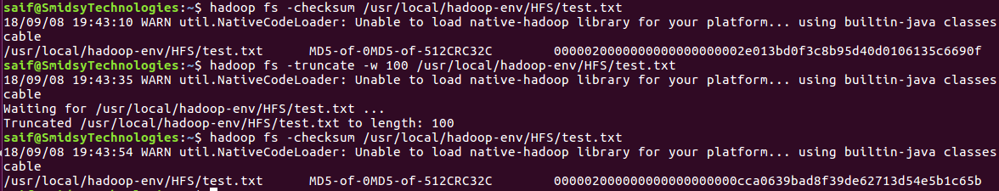 saif@SmidsyTechnologies:~$ hadoop fs -checksum /usr/local/hadoop-env/HFS/test.txt
18/09/08 19:43:10 WARN util.NativeCodeLoader: Unable to load native-hadoop library for your platform... using builtin-java classes
cable
/usr/local/hadoop-env/HFS/test.txt MD5-of-0MD5-of-512CRC32C 0000020000000000000000002e013bd0f3c8b95d40d0106135c6690f
saif@SmidsyTechnologies:~$ hadoop fs -truncate -w 100 /usr/local/hadoop-env/HFS/test.txt
18/09/08 19:43:35 WARN util.NativeCodeLoader: Unable to load native-hadoop library for your platform... using builtin-java classes
cable
Waiting for /usr/local/hadoop-env/HFS/test.txt ...
Truncated /usr/local/hadoop-env/HFS/test.txt to length: 100
saif@SmidsyTechnologies:~$ hadoop fs -checksum /usr/local/hadoop-env/HFS/test.txt
18/09/08 19:43:54 WARN util.NativeCodeLoader: Unable to load native-hadoop library for your platform... using builtin-java classes
cable
/usr/local/hadoop-env/HFS/test.txt MD5-of-0MD5-of-512CRC32C 000002000000000000000000cca0639bad8f39de62713d54e5b1c65b